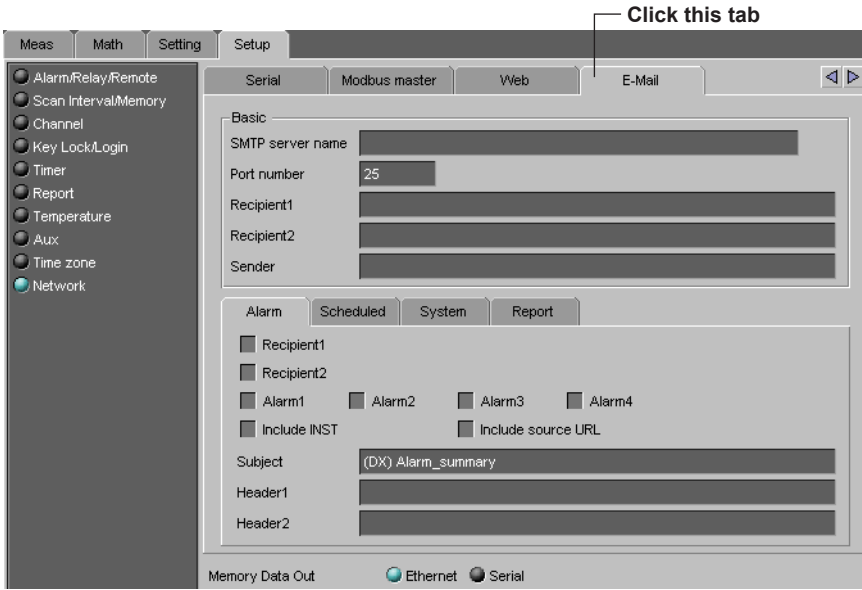 Click this tab
Meas Math Setting Setup
Alarm/Relay/Remote
Scan Interval/Memory
Channel
Key Lock/Login
Timer
Report
Temperature
Aux
Time zone
Network
Serial Modbus master Web E-Mail
Basic
SMTP server name
Port number 25
Recipient1
Recipient2
Sender
Alarm Scheduled System Report
Recipient1
Recipient2
Alarm1 Alarm2 Alarm3 Alarm4
Include INST Include source URL
Subject (DX) Alarm_summary
Header1
Header2
Memory Data Out Ethernet Serial